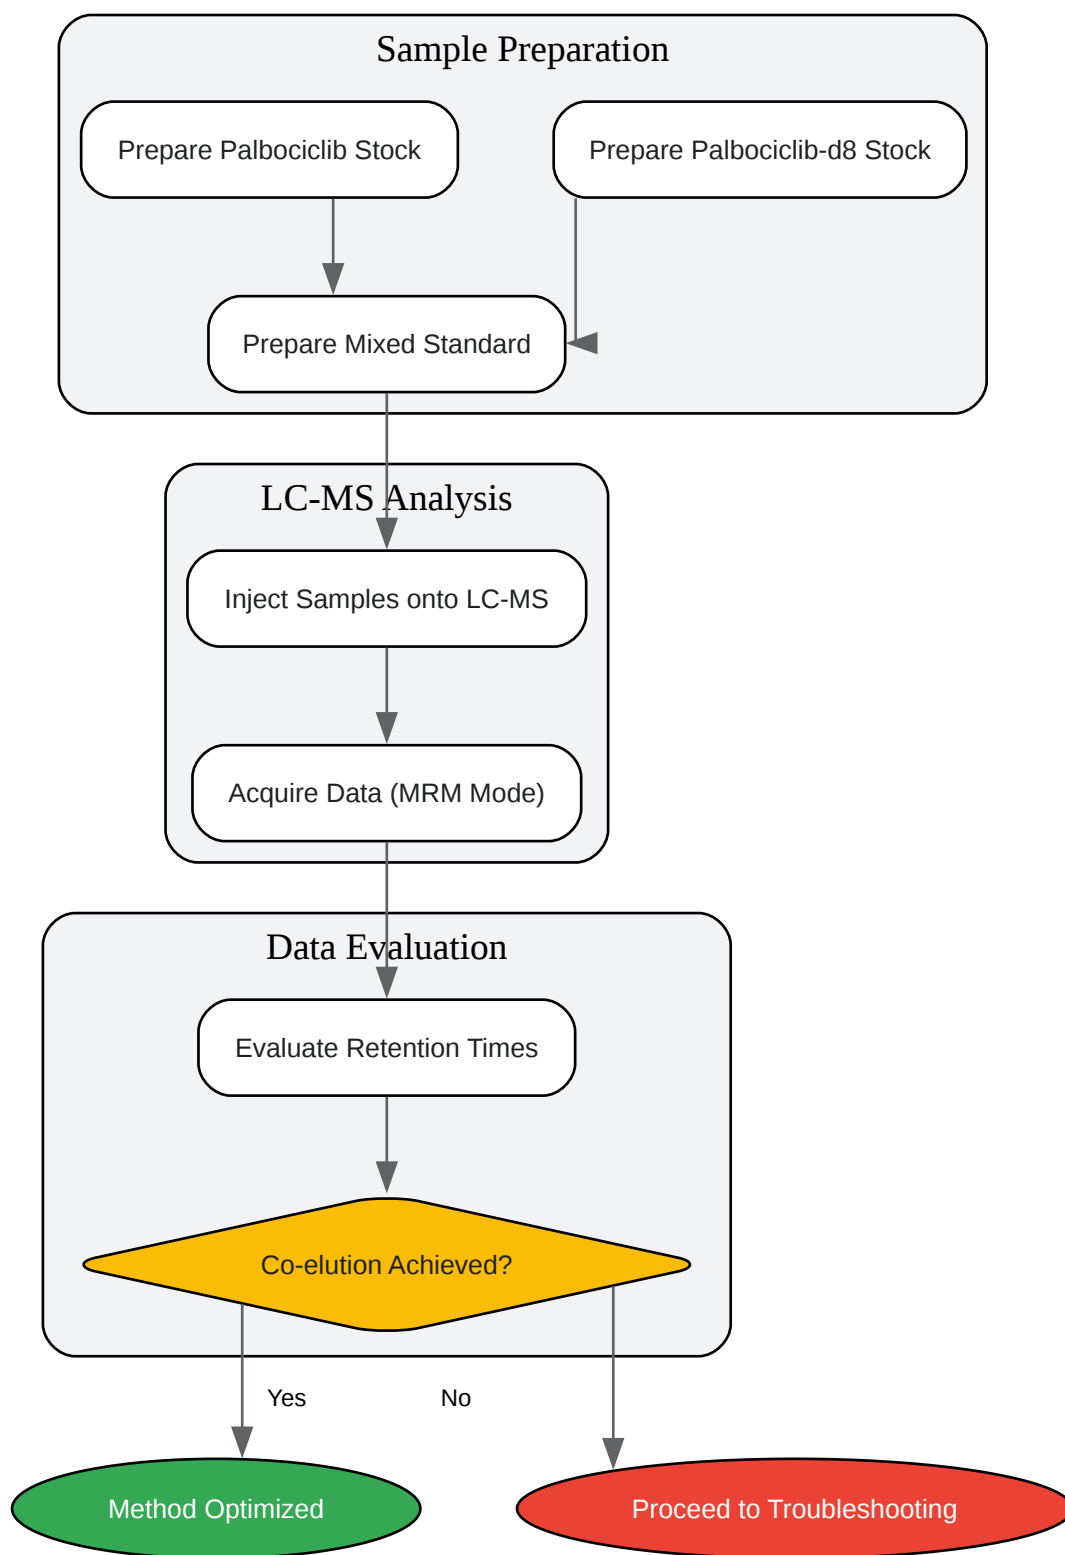 Sample Preparation
Prepare Palbociclib Stock
Prepare Palbociclib-d8 Stock
Prepare Mixed Standard
LC-MS Analysis
Inject Samples onto LC-MS
Acquire Data (MRM Mode)
Data Evaluation
Evaluate Retention Times
Co-elution Achieved?
Yes
No
Method Optimized
Proceed to Troubleshooting